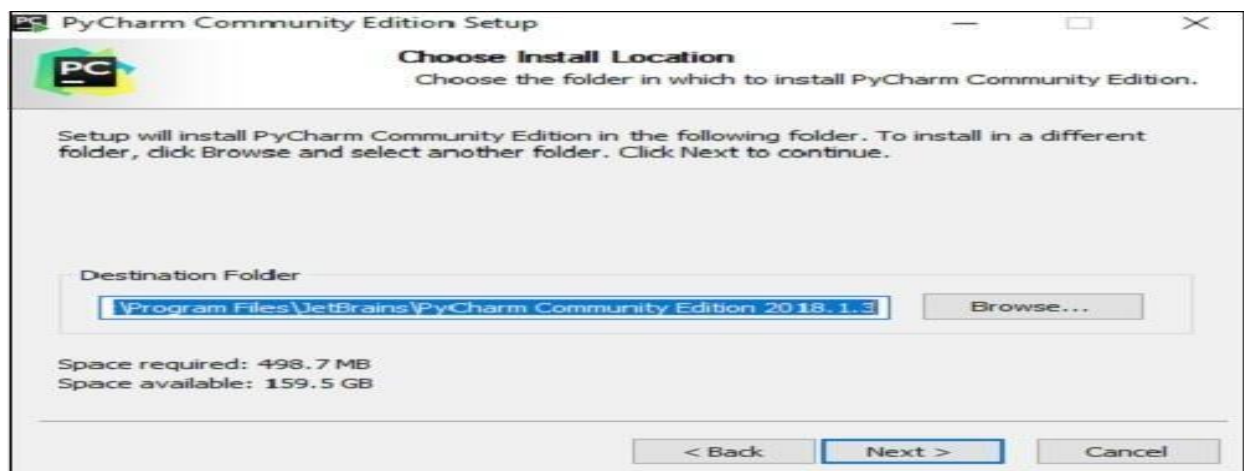 PC PyCharm Community Edition Setup
PC
Choose Install Location
Choose the folder in which to install PyCharm Community Edition.
Setup will install PyCharm Community Edition in the following folder. To install in a different
folder, click Browse and select another folder. Click Next to continue.
Destination Folder
:\Program Files\JetBrains\PyCharm Community Edition 2018.1.3
Browse...
Space required: 498.7 MB
Space available: 159.5 GB
< Back
Next >
Cancel